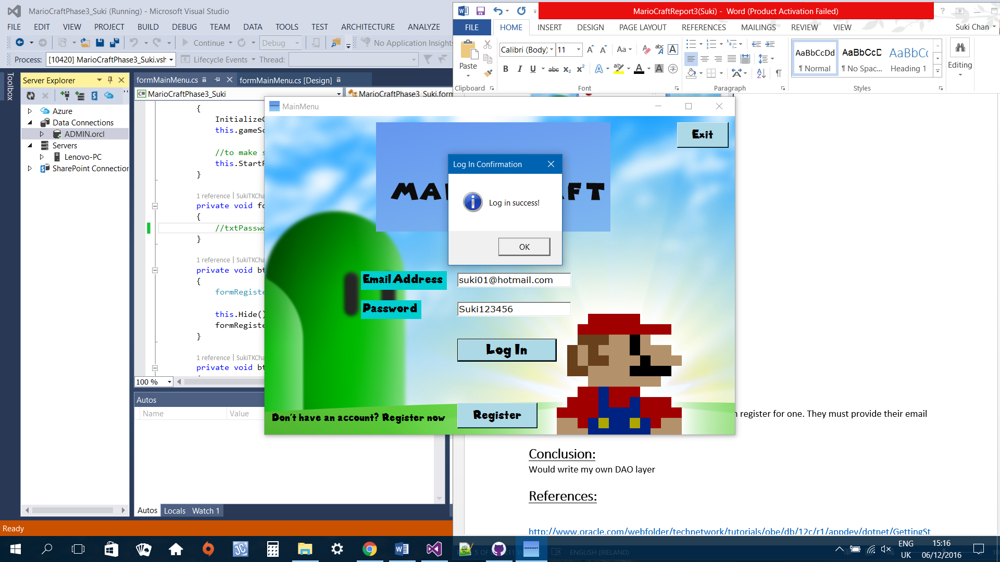 MarioCraftPhase3_Suki (Running) - Microsoft Visual Studio
FILE EDIT VIEW PROJECT BUILD DEBUG TEAM DATA TOOLS TEST ARCHITECTURE ANALYZE
Continue Debug No Application Insights
Process: [10420] MarioCraftPhase3_Suki.vsh Lifecycle Events Thread:
Toolbox
Server Explorer
Azure
Data Connections
ADMIN.orcl
Servers
Lenovo-PC
SharePoint Connection
formMainMenu.cs formMainMenu.cs [Design]
MarioCraftPhase3_Suki MarioCraftPhase3_Suki.form
{
InitializeC
this.gameSc
//to make s
this.StartP
}
1 reference | SukiTKCha
private void fo
{
//txtPasswo
}
1 reference | SukiTKCha
private void bt
{
formRegiste
this.Hide()
formRegiste
}
1 reference | SukiTKCha
private void bt
100 %
Autos
Name Value
Autos Locals Watch 1
Ready
MarioCraftReport3(Suki) - Word (Product Activation Failed)
FILE HOME INSERT DESIGN PAGE LAYOUT REFERENCES MAILINGS REVIEW VIEW Suki Chan
Paste
Clipboard
Calibri (Body) 11
Font
Paragraph
AaBbCcDd AaBbCcD AaBbCc
¶ Normal ¶ No Spac... Heading 1
Styles
Editing
MainMenu
Exit
Log In Confirmation
Log in success!
OK
Email Address suki01@hotmail.com
Password Suki123456
Log In
Don't have an account? Register now Register
register for one. They must provide their email
Conclusion:
Would write my own DAO layer
References:
http://www.oracle.com/webfolder/technetwork/tutorials/obe/db/12c/r1/appdev/dotnet/GettingSt
ENGLISH (IRELAND)
ENG
UK
15:16
06/12/2016